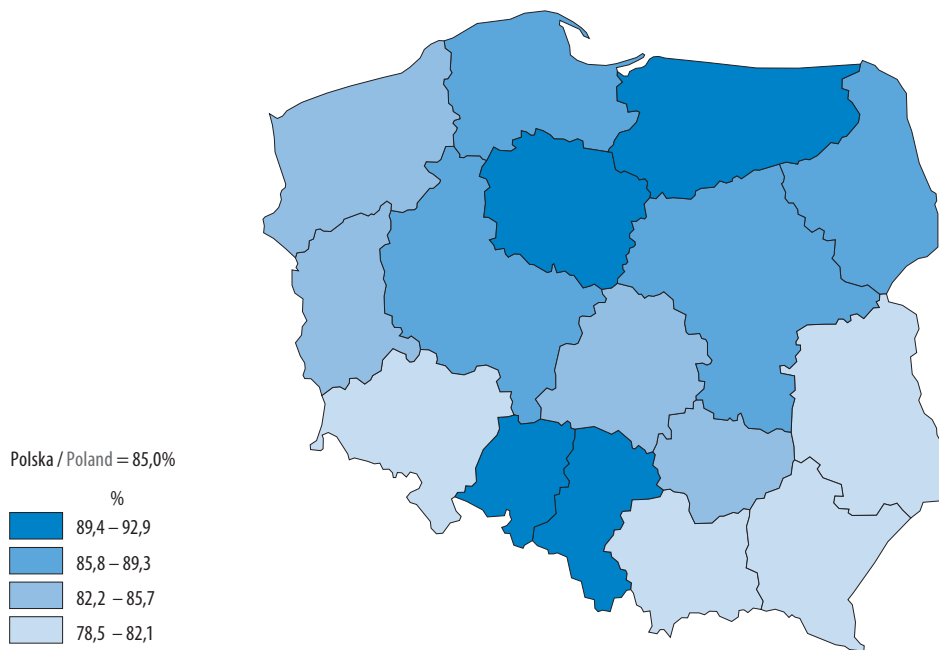 Polska / Poland = 85,0%
%
89,4 – 92,9
85,8 – 89,3
82,2 – 85,7
78,5 – 82,1